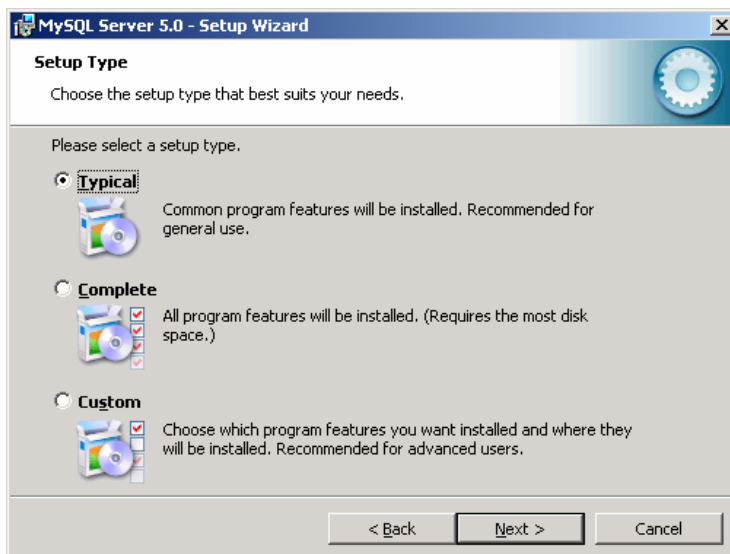 MySQL Server 5.0 - Setup Wizard
Setup Type
Choose the setup type that best suits your needs.
Please select a setup type.
Typical
Common program features will be installed. Recommended for
general use.
Complete
All program features will be installed. (Requires the most disk
space.)
Custom
Choose which program features you want installed and where they
will be installed. Recommended for advanced users.
< Back Next > Cancel